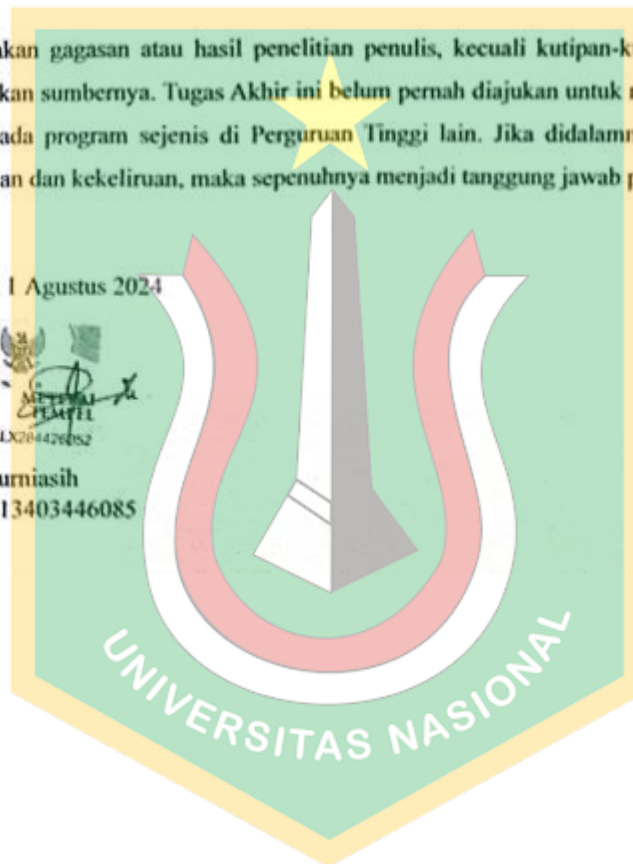 akan gagasan atau hasil penelitian penulis, kecuali kutipan-k
kan sumbernya. Tugas Akhir ini belum pernah diajukan untuk
ada program sejenis di Perguruan Tinggi lain. Jika didalamn
an dan kekeliruan, maka sepenuhnya menjadi tanggung jawab p
1 Agustus 2024
METERAI
TEMPEL
LX284426052
urniasih
13403446085
UNIVERSITAS NASIONAL